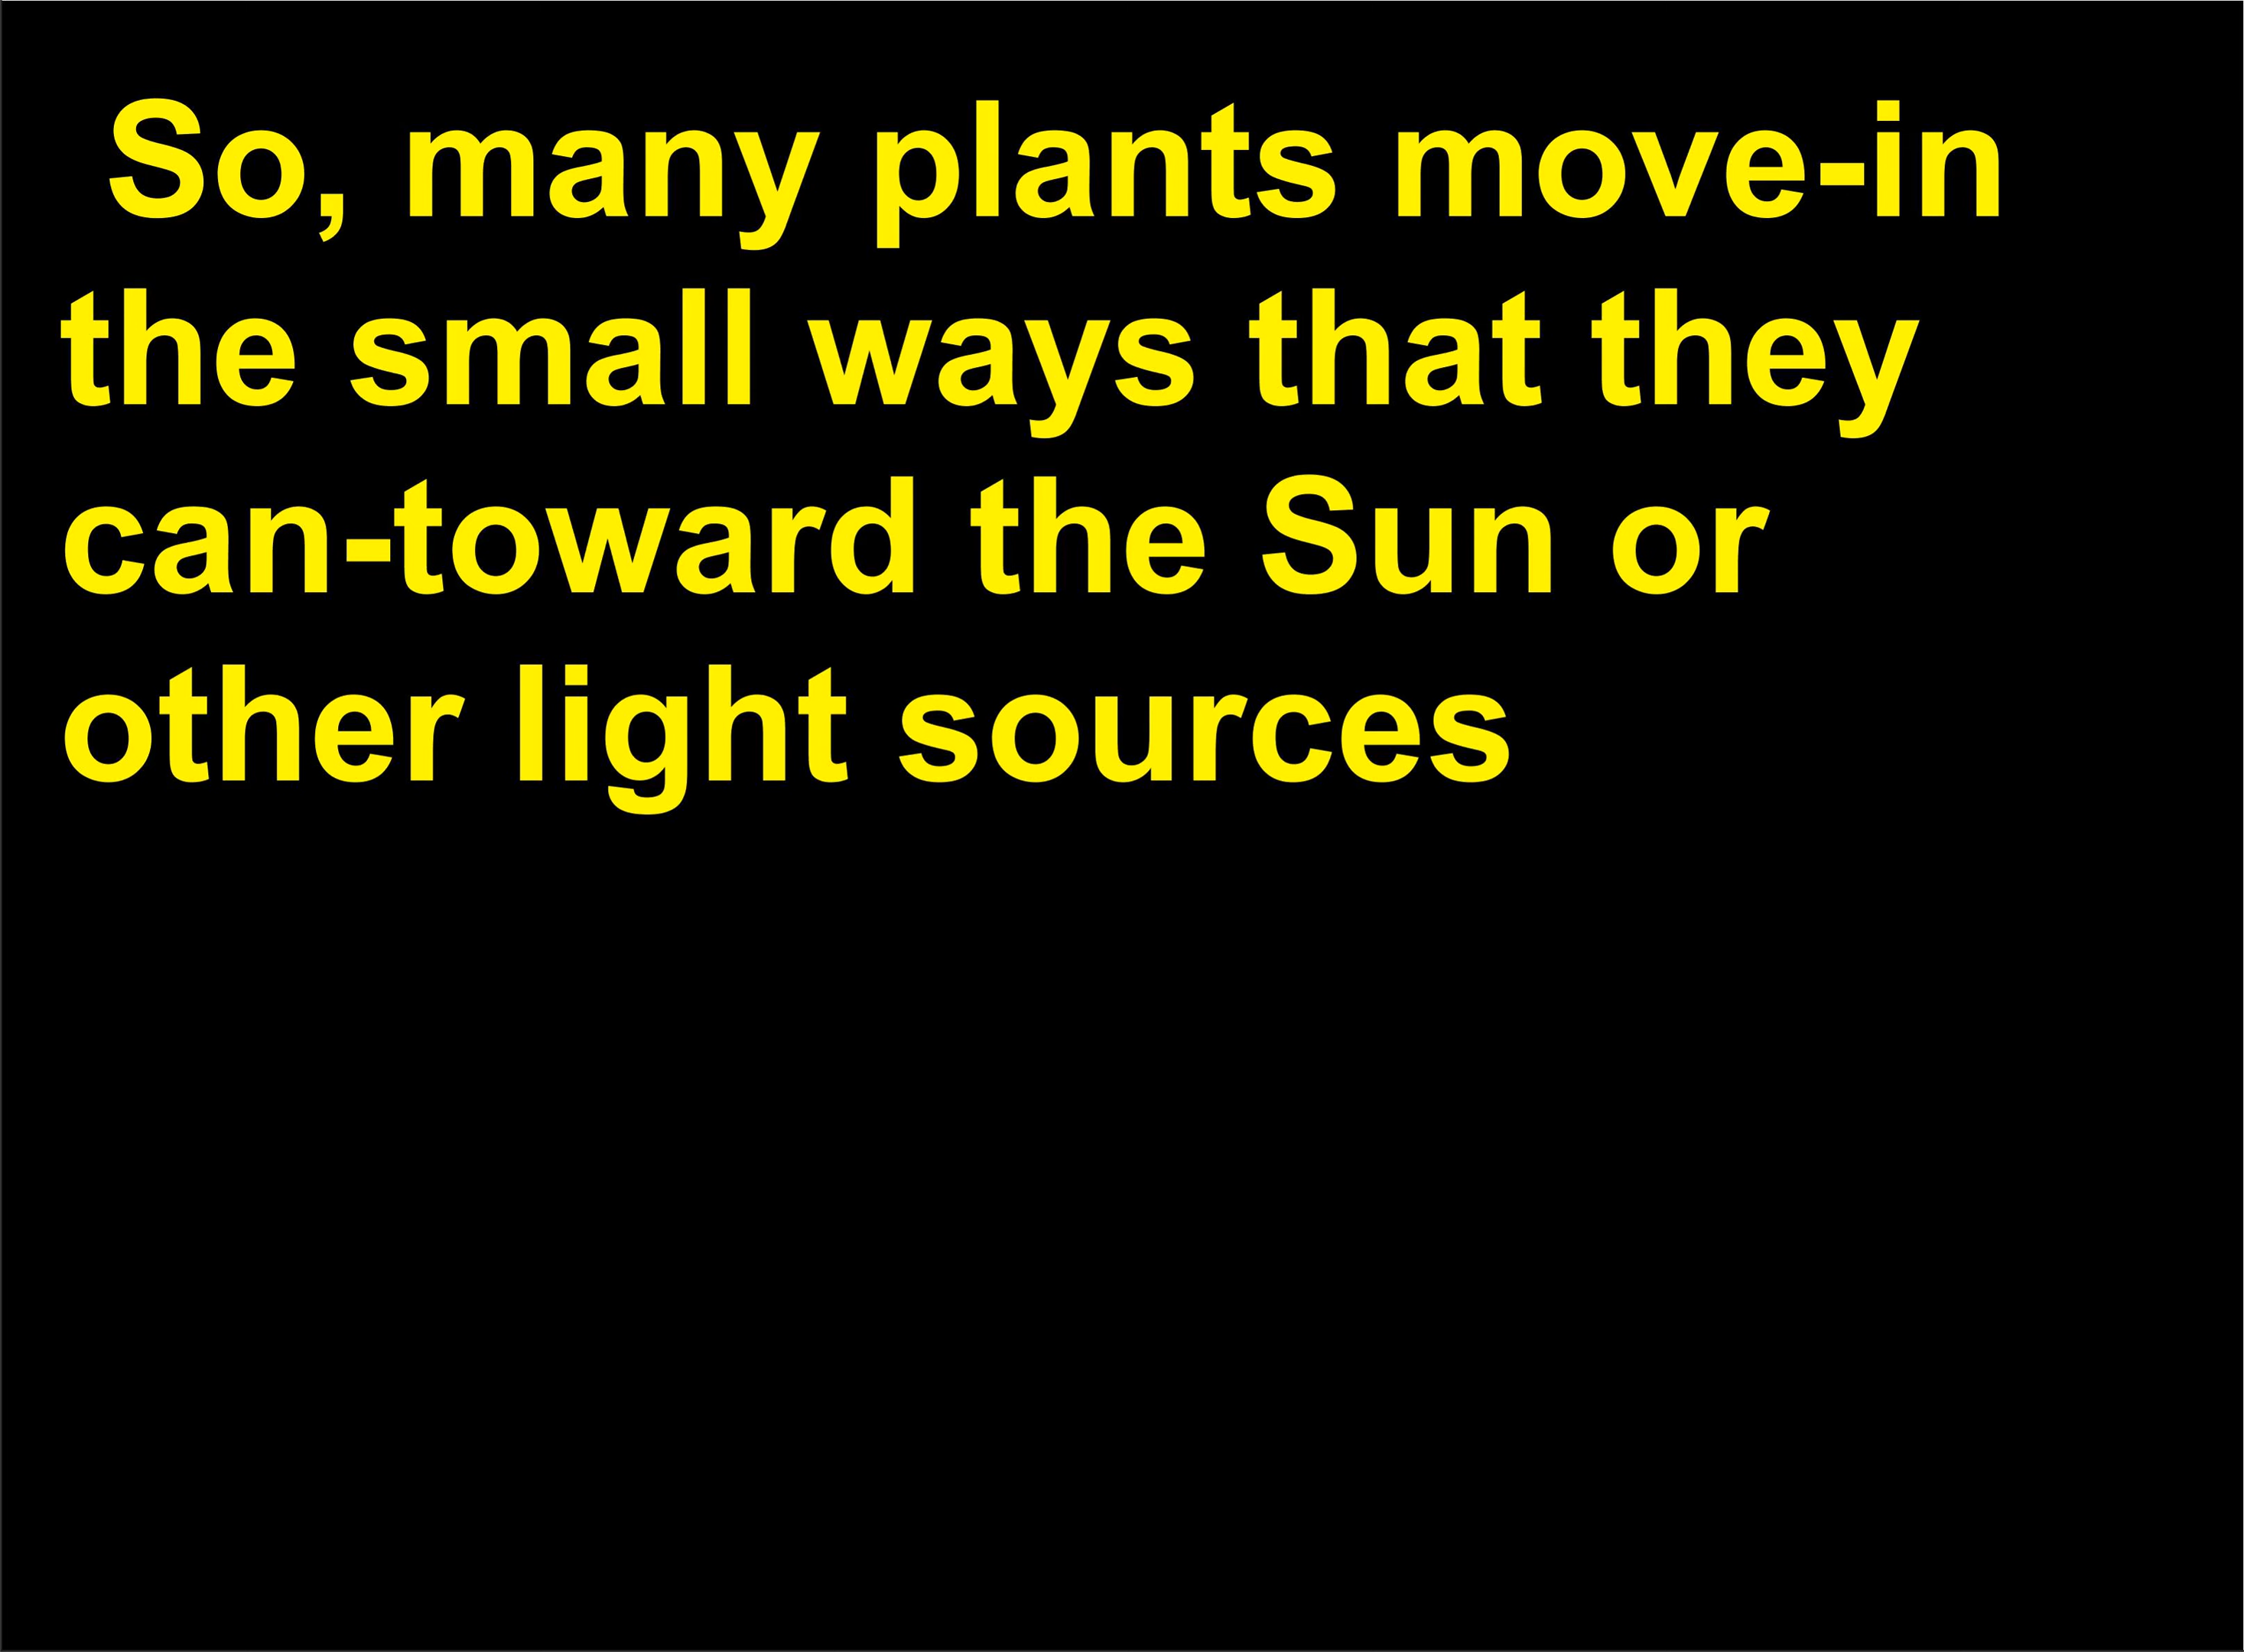 So, many plants move-in
the small ways that they
can-toward the Sun or
other light sources